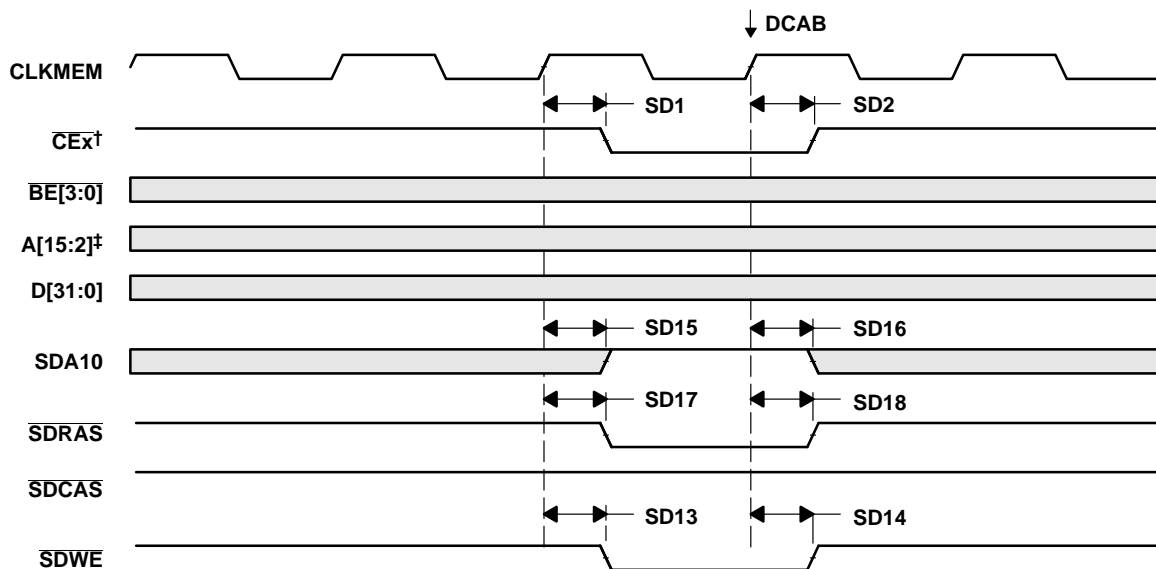 DCAB
CLKMEM
SD1 SD2
CEx†
BE[3:0]
A[15:2]‡
D[31:0]
SD15 SD16
SDA10
SD17 SD18
SDRAS
SDCAS
SD13 SD14
SDWE